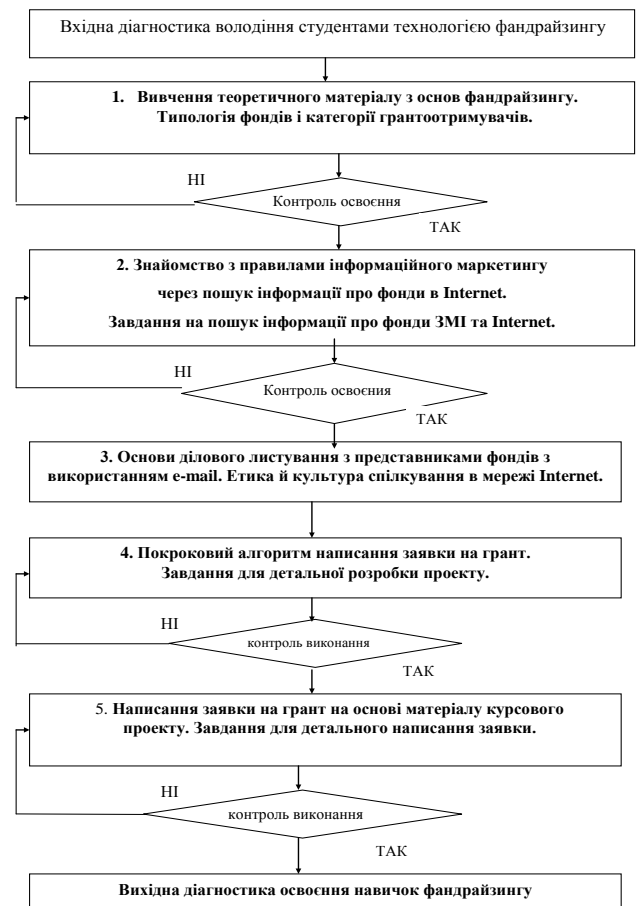 Вхідна діагностика володіння студентами технологією фандрайзингу
1. Вивчення теоретичного матеріалу з основ фандрайзингу.
Типологія фондів і категорії грантоотримувачів.
НІ
Контроль освоєння
ТАК
2. Знайомство з правилами інформаційного маркетингу
через пошук інформації про фонди в Internet.
Завдання на пошук інформації про фонди ЗМІ та Internet.
НІ
Контроль освоєния
ТАК
3. Основи ділового листування з представниками фондів з
використанням e-mail. Етика й культура спілкування в мережі Internet.
4. Покроковий алгоритм написання заявки на грант.
Завдання для детальної розробки проекту.
НІ
контроль виконання
ТАК
5. Написання заявки на грант на основі матеріалу курсового
проекту. Завдання для детального написання заявки.
НІ
контроль виконання
ТАК
Вихідна діагностика освоєння навичок фандрайзингу